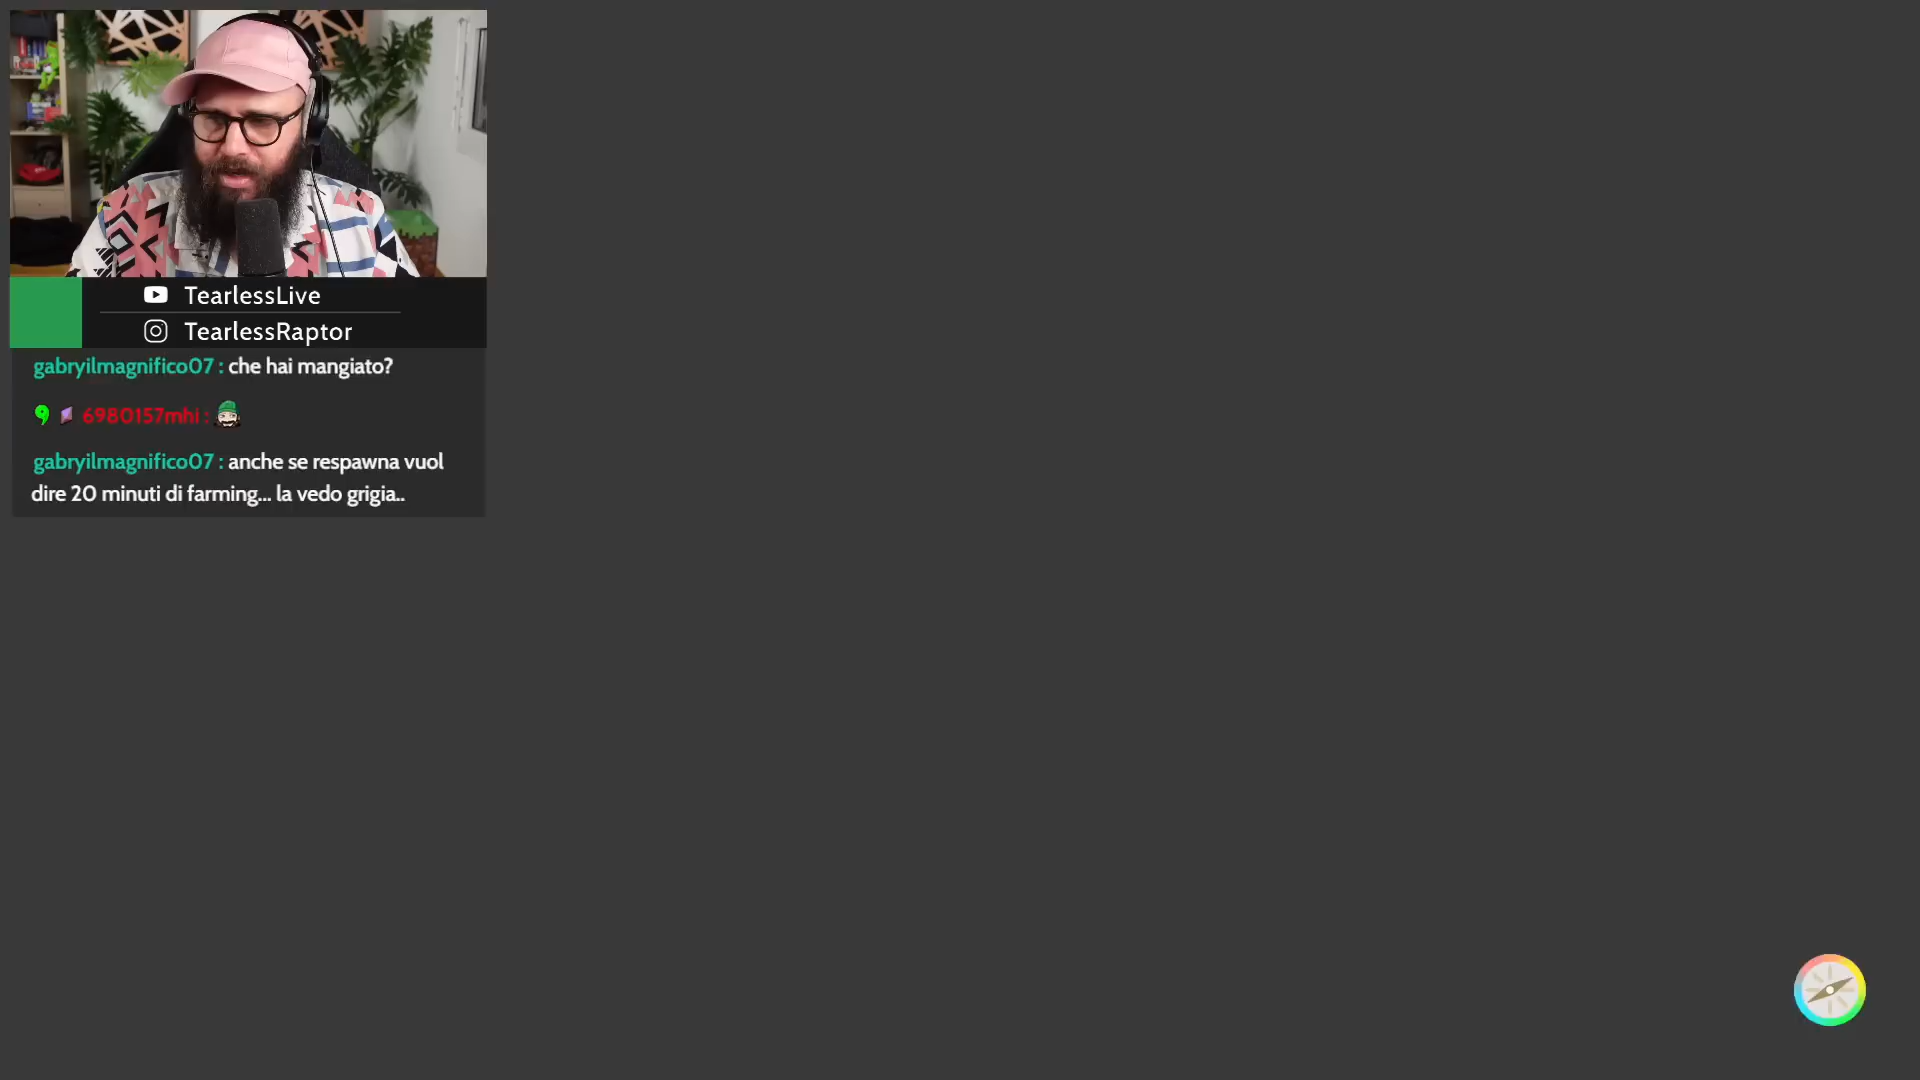 TearlessLive
TearlessRaptor
gabryilmagnifico07 : che hai mangiato?
6980157mhi :
gabryilmagnifico07 : anche se respawna vuol
dire 20 minuti di farming... la vedo grigia..